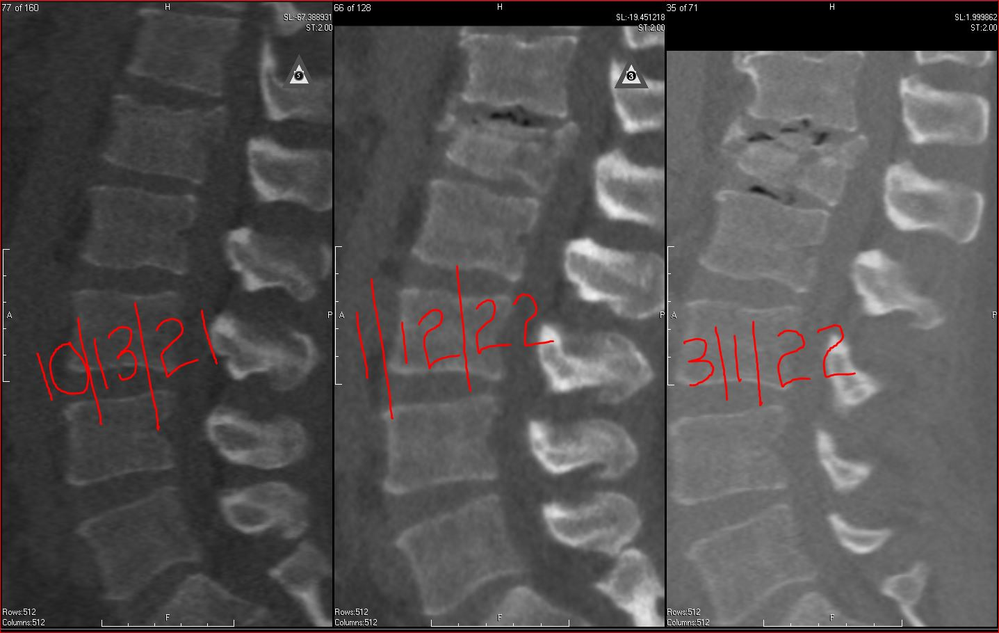 77 of 160
H
SL:-67.388931
ST:2.00
5
A
P
10/13/21
Rows:512
Columns:512
F
66 of 128
H
SL:-19.451218
ST:2.00
3
A
P
1/12/22
Rows:512
Columns:512
F
35 of 71
H
SL:1.999862
ST:2.00
A
P
3/1/22
Rows:512
Columns:512
F